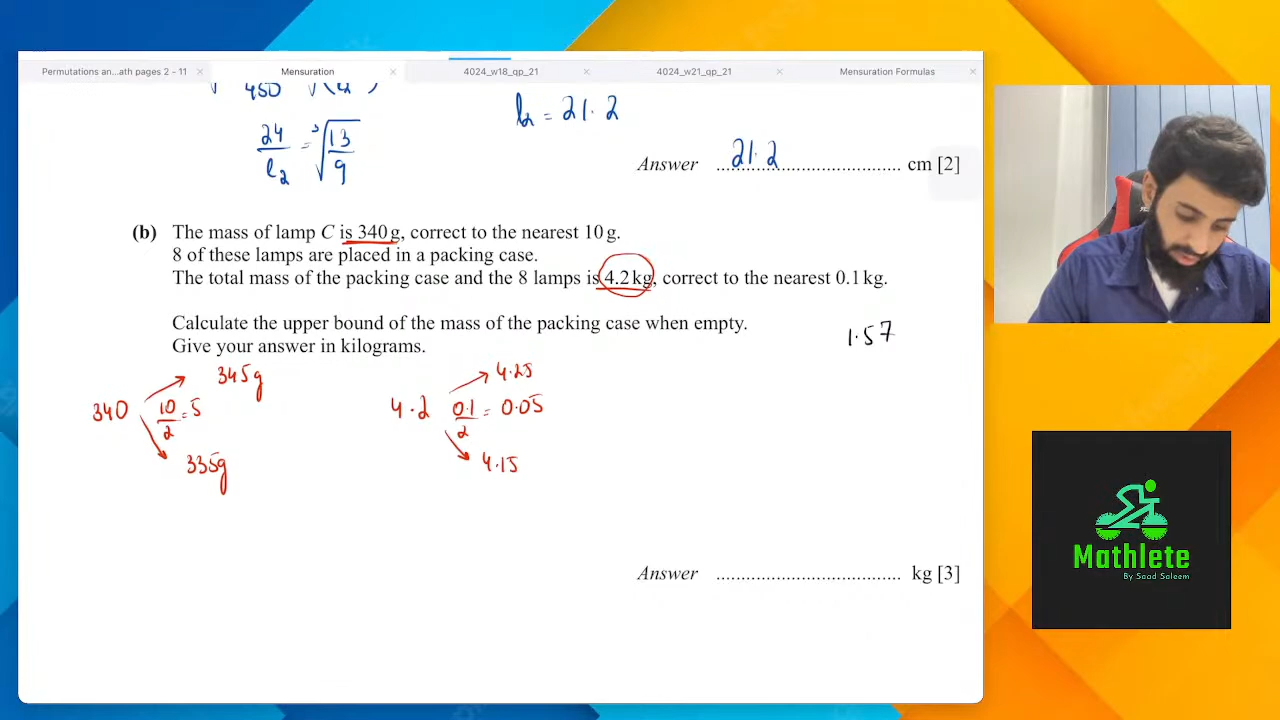 Permutations an...ath pages 2 - 11 × Mensuration × 4024_w18_qp_21 × 4024_w21_qp_21 × Mensuration Formulas ×
450
24/l₂ = ³√13/9
l₂ = 21.2
Answer 21.2 cm [2]
(b) The mass of lamp C is 340 g, correct to the nearest 10 g.
8 of these lamps are placed in a packing case.
The total mass of the packing case and the 8 lamps is 4.2 kg, correct to the nearest 0.1 kg.
Calculate the upper bound of the mass of the packing case when empty.
Give your answer in kilograms.
1.57
345g
340 10/2 = 5
335g
4.25
4.2 0.1/2 = 0.05
4.15
Answer ........................................ kg [3]
Mathlete
By Saad Saleem